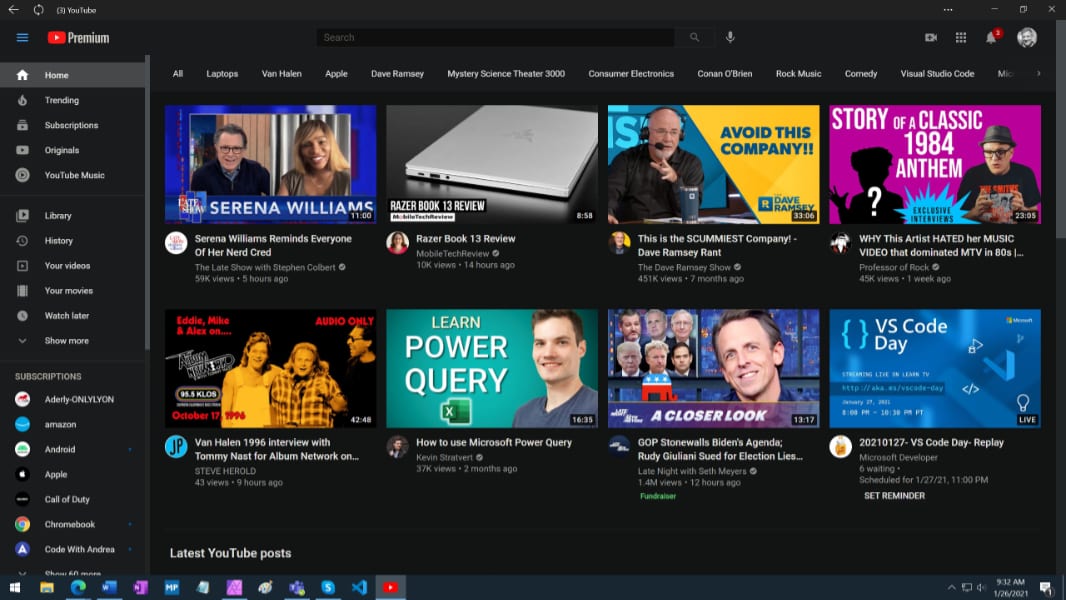 (3) YouTube
Premium
Search
3
Home
Trending
Subscriptions
Originals
YouTube Music
Library
History
Your videos
Your movies
Watch later
Show more
SUBSCRIPTIONS
Aderly-ONLYLYON
amazon
Android
Apple
Call of Duty
Chromebook
Code With Andrea
Show 60 more
All Laptops Van Halen Apple Dave Ramsey Mystery Science Theater 3000 Consumer Electronics Conan O'Brien Rock Music Comedy Visual Studio Code
LATE SHOW
SERENA WILLIAMS
11:00
Serena Williams Reminds Everyone
Of Her Nerd Cred
The Late Show with Stephen Colbert
59K views • 5 hours ago
RAZER BOOK 13 REVIEW
MobileTechReview
8:58
Razer Book 13 Review
MobileTechReview
10K views • 14 hours ago
AVOID THIS
COMPANY!!
DAVE
RAMSEY
33:06
This is the SCUMMIEST Company! -
Dave Ramsey Rant
The Dave Ramsey Show
451K views • 7 months ago
STORY OF A CLASSIC
1984
ANTHEM
?
THE SMITHS
EXCLUSIVE
INTERVIEWS
23:05
WHY This Artist HATED her MUSIC
VIDEO that dominated MTV in 80s |...
Professor of Rock
45K views • 1 week ago
Eddie, Mike
& Alex on....
AUDIO ONLY
95.5 KLOS
October 17, 1996
42:48
JP
Van Halen 1996 interview with
Tommy Nast for Album Network on...
STEVE HEROLD
43 views • 9 hours ago
LEARN
POWER
QUERY
X
16:35
How to use Microsoft Power Query
Kevin Stratvert
37K views • 2 months ago
A CLOSER LOOK
13:17
GOP Stonewalls Biden's Agenda;
Rudy Giuliani Sued for Election Lies...
Late Night with Seth Meyers
1.4M views • 12 hours ago
Fundraiser
Microsoft
{ } VS Code
Day
</>
STREAMING LIVE ON LEARN TV
http://aka.ms/vscode-day
January 27, 2021
8:00 PM - 10:30 PM PT
LIVE
20210127- VS Code Day- Replay
Microsoft Developer
6 waiting •
Scheduled for 1/27/21, 11:00 PM
SET REMINDER
Latest YouTube posts
MP
9:32 AM
1/26/2021